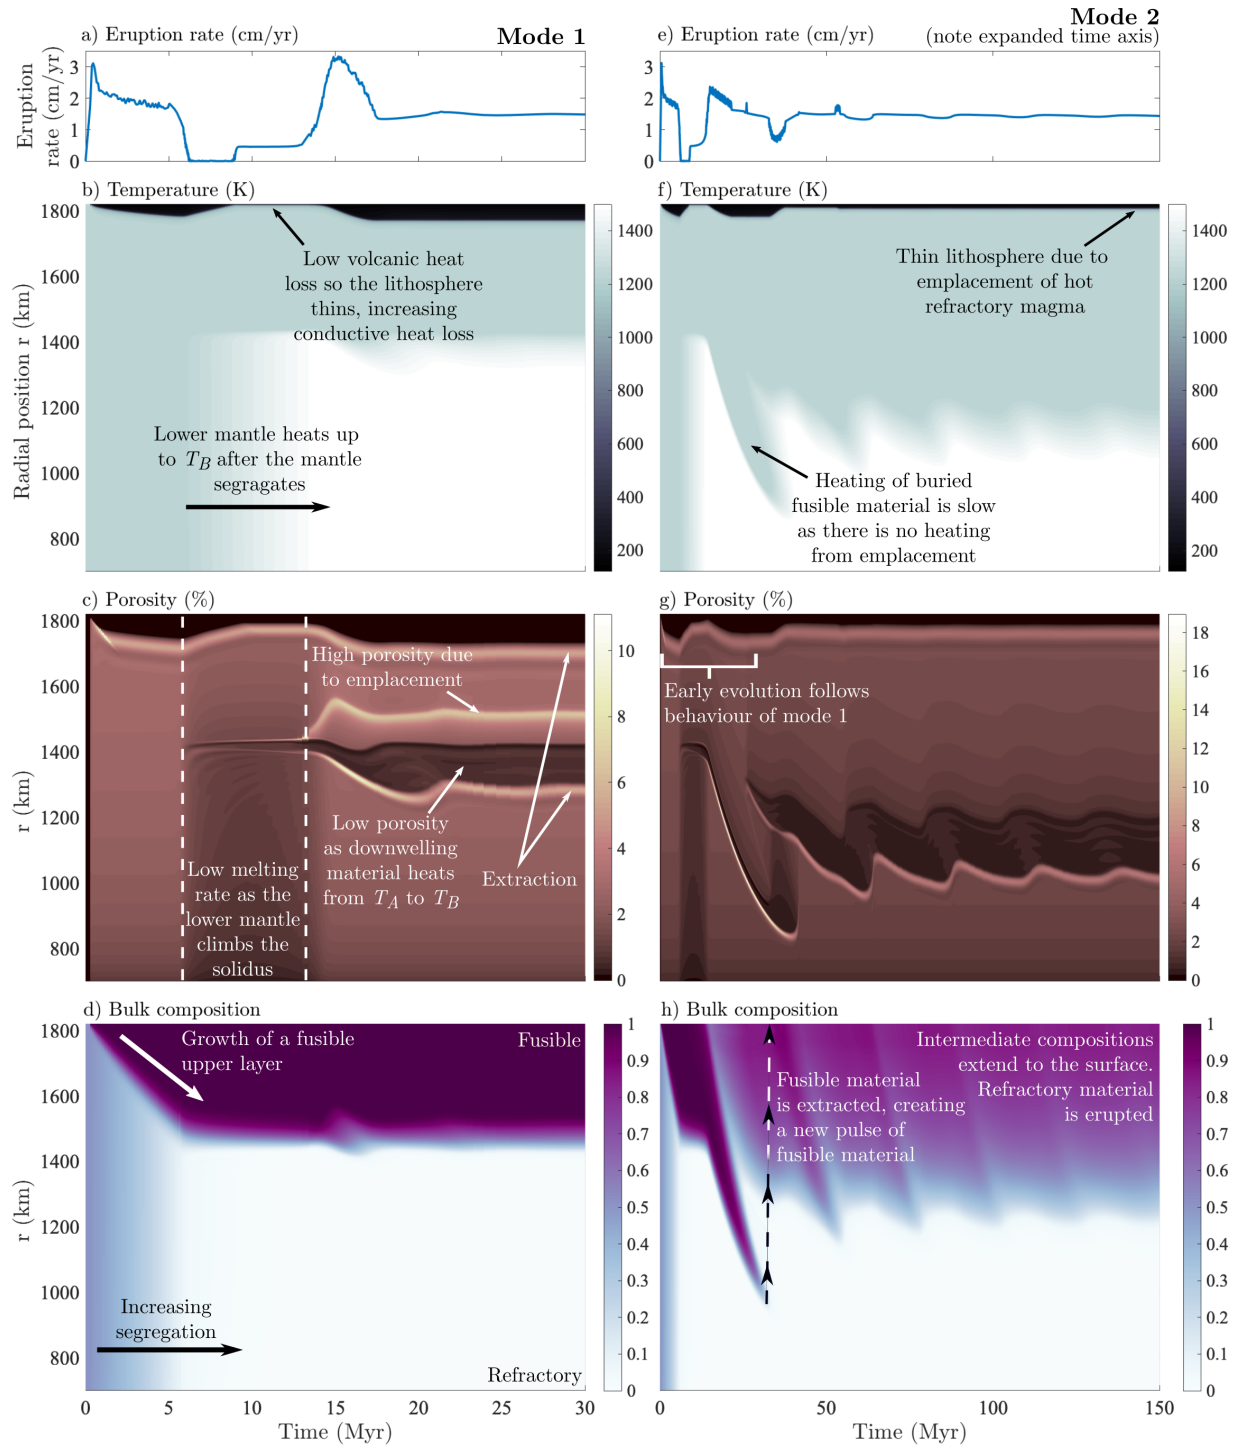 a) Eruption rate (cm/yr)
Mode 1
Eruption
rate (cm/yr)
3
2
1
0
b) Temperature (K)
1800
1600
1400
1200
1000
800
Radial position r (km)
Low volcanic heat
loss so the lithosphere
thins, increasing
conductive heat loss
Lower mantle heats up
to T_B after the mantle
segragates
1400
1200
1000
800
600
400
200
c) Porosity (%)
1800
1600
1400
1200
1000
800
r (km)
High porosity due
to emplacement
Low porosity
as downwelling
material heats
from T_A to T_B
Extraction
Low melting
rate as the
lower mantle
climbs the
solidus
10
8
6
4
2
0
d) Bulk composition
1800
1600
1400
1200
1000
800
r (km)
Growth of a fusible
upper layer
Fusible
Increasing
segregation
Refractory
1
0.9
0.8
0.7
0.6
0.5
0.4
0.3
0.2
0.1
0
0 5 10 15 20 25 30
Time (Myr)
Mode 2
e) Eruption rate (cm/yr)
(note expanded time axis)
3
2
1
0
f) Temperature (K)
Thin lithosphere due to
emplacement of hot
refractory magma
Heating of buried
fusible material is slow
as there is no heating
from emplacement
1400
1200
1000
800
600
400
200
g) Porosity (%)
Early evolution follows
behaviour of mode 1
18
16
14
12
10
8
6
4
2
0
h) Bulk composition
Intermediate compositions
extend to the surface.
Refractory material
is erupted
Fusible material
is extracted, creating
a new pulse of
fusible material
1
0.9
0.8
0.7
0.6
0.5
0.4
0.3
0.2
0.1
0
0 50 100 150
Time (Myr)